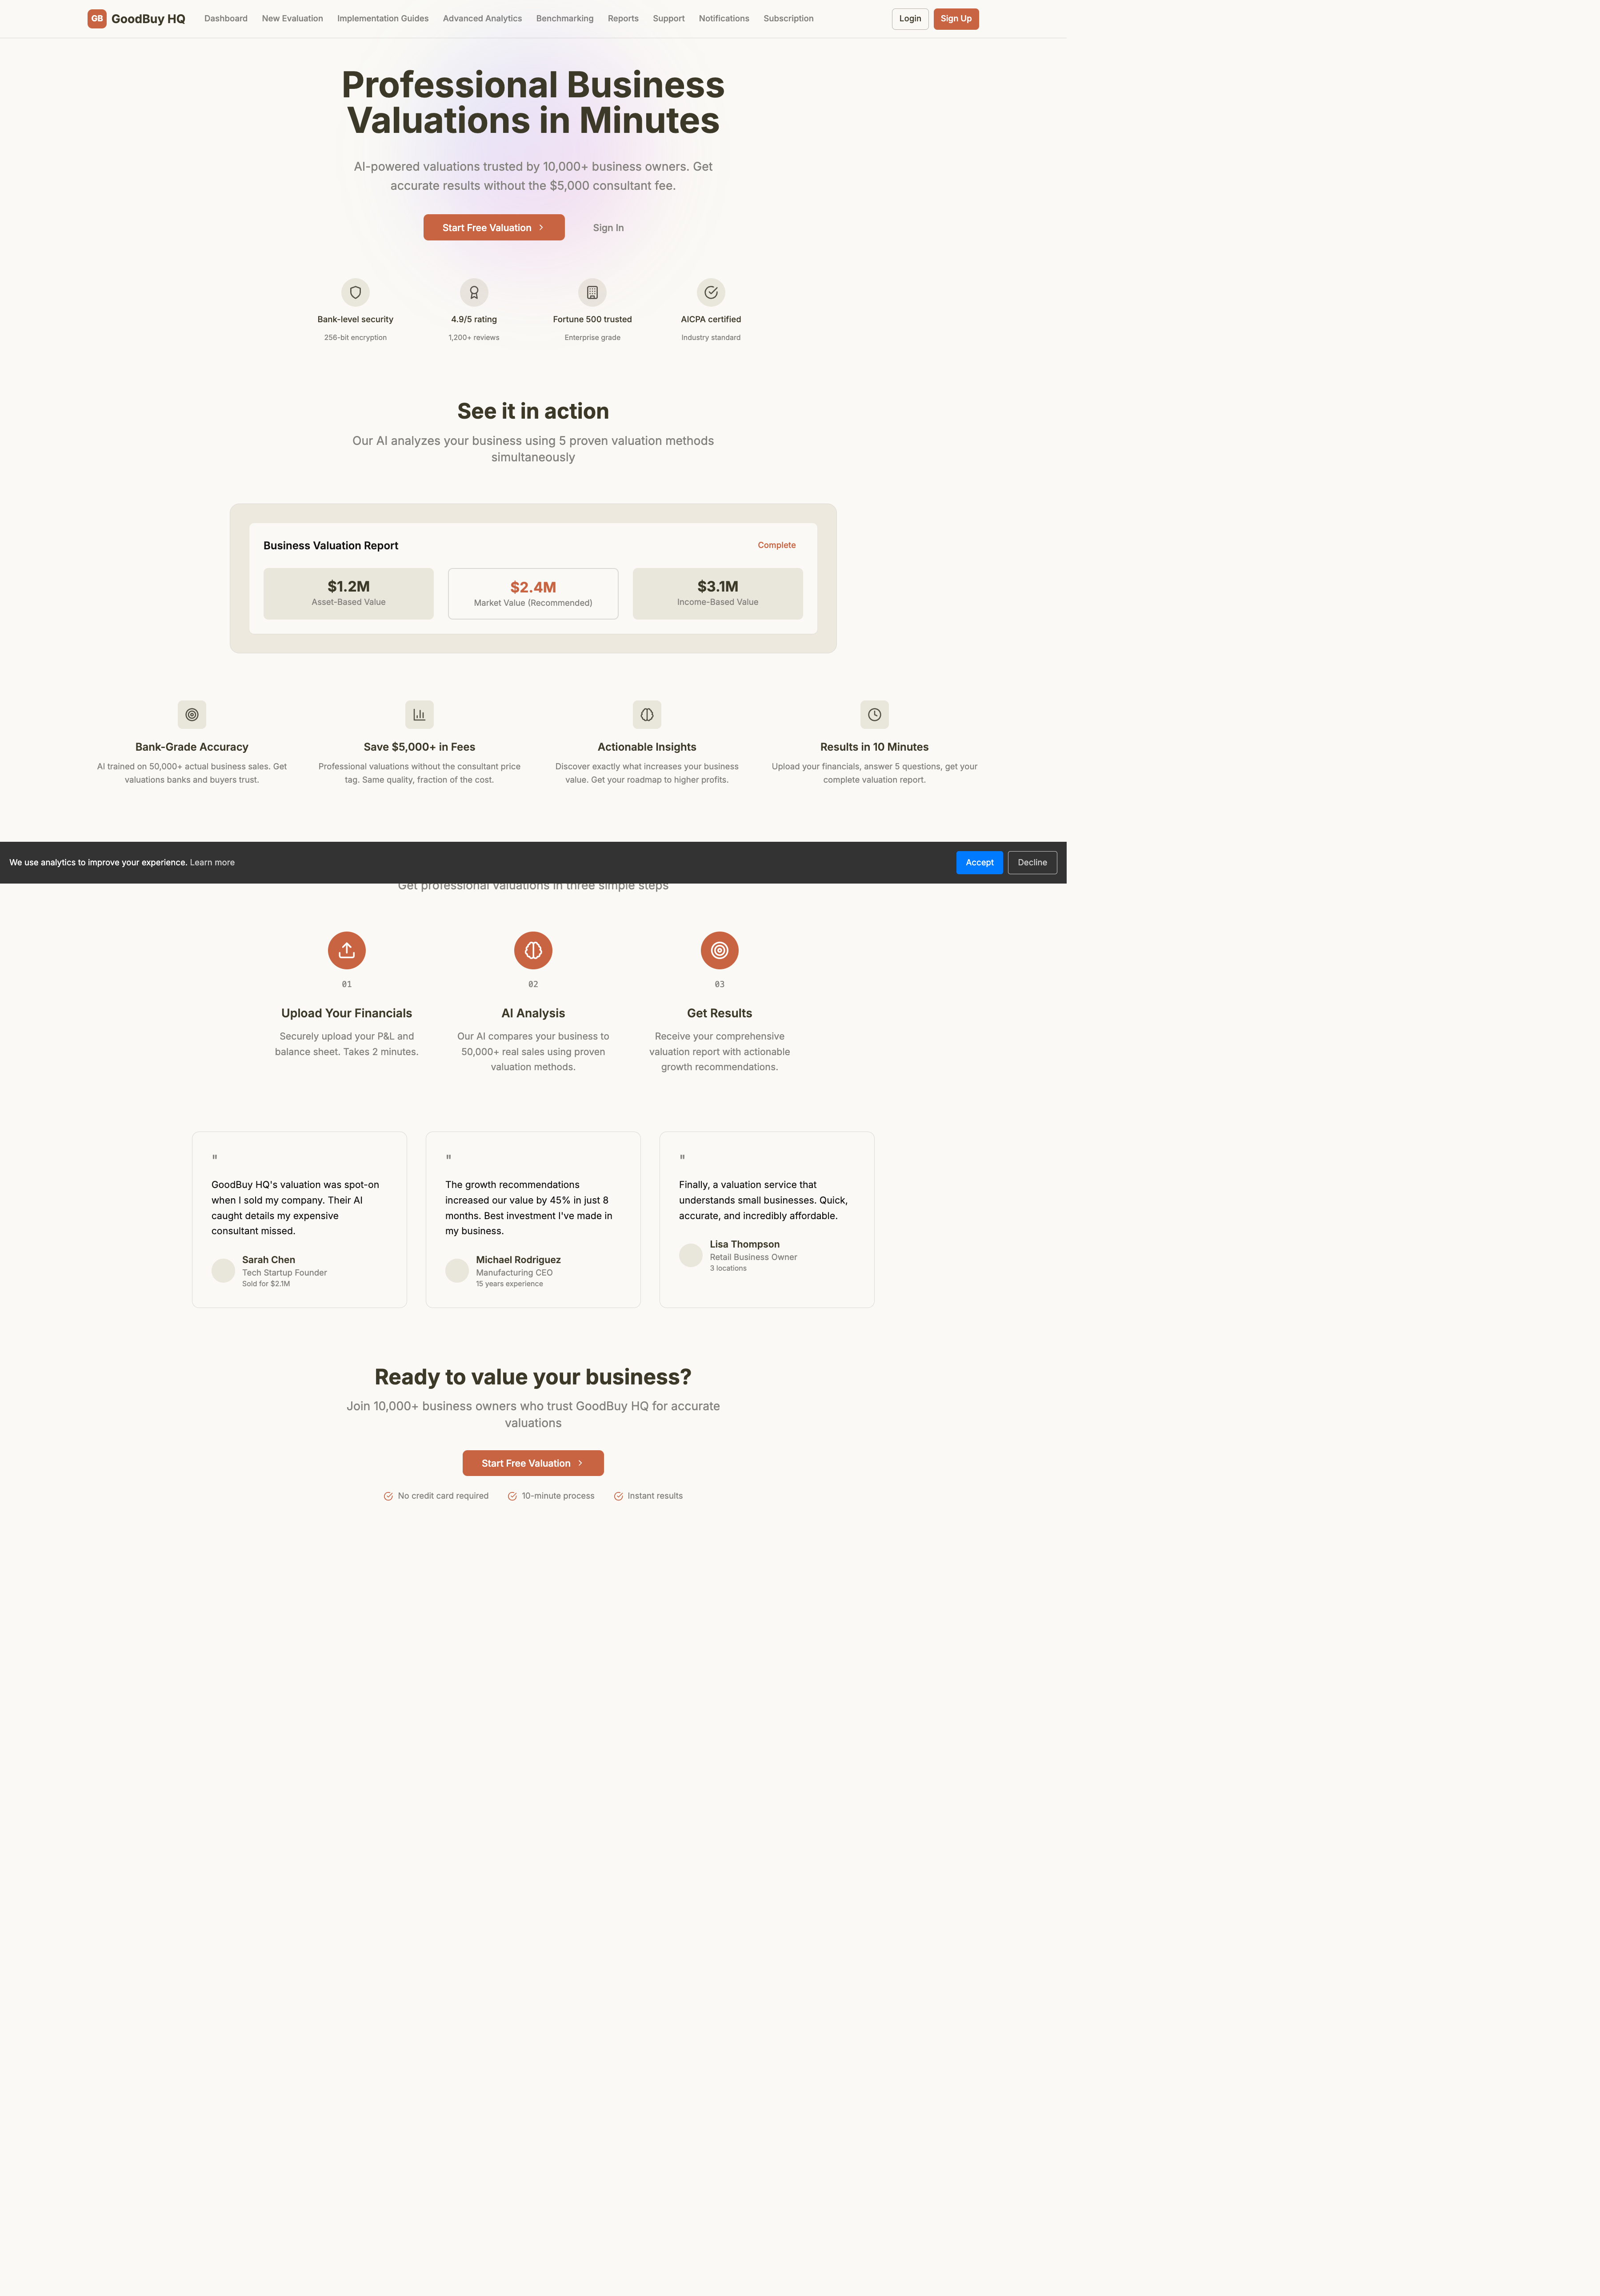 GB GoodBuy HQ Dashboard New Evaluation Implementation Guides Advanced Analytics Benchmarking Reports Support Notifications Subscription Login Sign Up
Professional Business
Valuations in Minutes
AI-powered valuations trusted by 10,000+ business owners. Get
accurate results without the $5,000 consultant fee.
Start Free Valuation Sign In
Bank-level security
256-bit encryption
4.9/5 rating
1,200+ reviews
Fortune 500 trusted
Enterprise grade
AICPA certified
Industry standard
See it in action
Our AI analyzes your business using 5 proven valuation methods
simultaneously
Business Valuation Report Complete
$1.2M
Asset-Based Value
$2.4M
Market Value (Recommended)
$3.1M
Income-Based Value
Bank-Grade Accuracy
AI trained on 50,000+ actual business sales. Get
valuations banks and buyers trust.
Save $5,000+ in Fees
Professional valuations without the consultant price
tag. Same quality, fraction of the cost.
Actionable Insights
Discover exactly what increases your business
value. Get your roadmap to higher profits.
Results in 10 Minutes
Upload your financials, answer 5 questions, get your
complete valuation report.
We use analytics to improve your experience. Learn more Accept Decline
Get professional valuations in three simple steps
01
Upload Your Financials
Securely upload your P&L and
balance sheet. Takes 2 minutes.
02
AI Analysis
Our AI compares your business to
50,000+ real sales using proven
valuation methods.
03
Get Results
Receive your comprehensive
valuation report with actionable
growth recommendations.
"
GoodBuy HQ's valuation was spot-on
when I sold my company. Their AI
caught details my expensive
consultant missed.
Sarah Chen
Tech Startup Founder
Sold for $2.1M
"
The growth recommendations
increased our value by 45% in just 8
months. Best investment I've made in
my business.
Michael Rodriguez
Manufacturing CEO
15 years experience
"
Finally, a valuation service that
understands small businesses. Quick,
accurate, and incredibly affordable.
Lisa Thompson
Retail Business Owner
3 locations
Ready to value your business?
Join 10,000+ business owners who trust GoodBuy HQ for accurate
valuations
Start Free Valuation
No credit card required 10-minute process Instant results